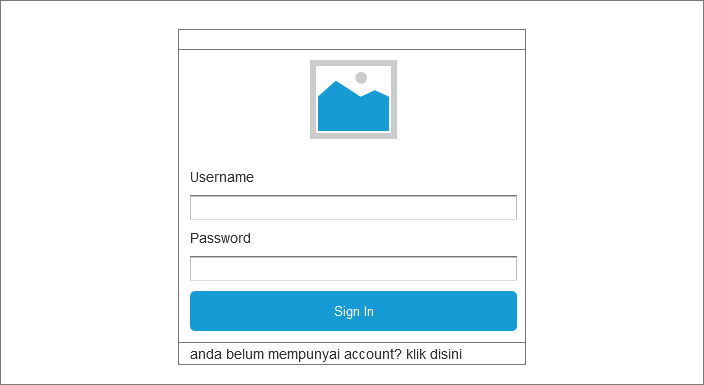 Username
Password
Sign In
anda belum mempunyai account? klik disini